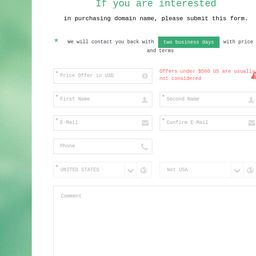 If you are interested
in purchasing domain name, please submit this form.
* We will contact you back with two business days with price
and terms
* Price Offer in USD
Offers under $500 US are usually
not considered
* First Name
* Second Name
* E-Mail
* Confirm E-Mail
Phone
* UNITED STATES
Not USA
Comment